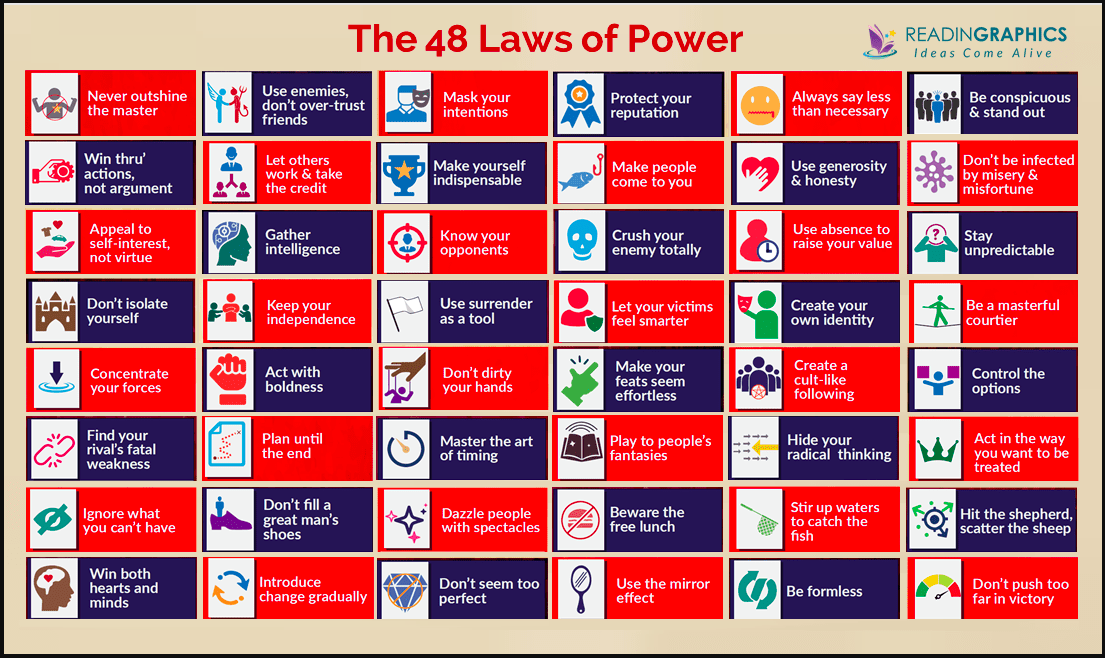 The 48 Laws of Power
READINGRAPHICS
Ideas Come Alive
Never outshine
the master
Use enemies,
don't over-trust
friends
Mask your
intentions
Protect your
reputation
Always say less
than necessary
Be conspicuous
& stand out
Win thru'
actions,
not argument
Let others
work & take
the credit
Make yourself
indispensable
Make people
come to you
Use generosity
& honesty
Don't be infected
by misery &
misfortune
Appeal to
self-interest,
not virtue
Gather
intelligence
Know your
opponents
Crush your
enemy totally
Use absence to
raise your value
?
Stay
unpredictable
Don't isolate
yourself
Keep your
independence
Use surrender
as a tool
Let your victims
feel smarter
Create your
own identity
Be a masterful
courtier
Concentrate
your forces
Act with
boldness
Don't dirty
your hands
Make your
feats seem
effortless
Create a
cult-like
following
Control the
options
Find your
rival's fatal
weakness
Plan until
the end
Master the art
of timing
Play to people's
fantasies
Hide your
radical thinking
Act in the way
you want to be
treated
Ignore what
you can't have
Don't fill a
great man's
shoes
Dazzle people
with spectacles
Beware the
free lunch
Stir up waters
to catch the
fish
Hit the shepherd,
scatter the sheep
Win both
hearts and
minds
Introduce
change gradually
Don't seem too
perfect
Use the mirror
effect
Be formless
Don't push too
far in victory